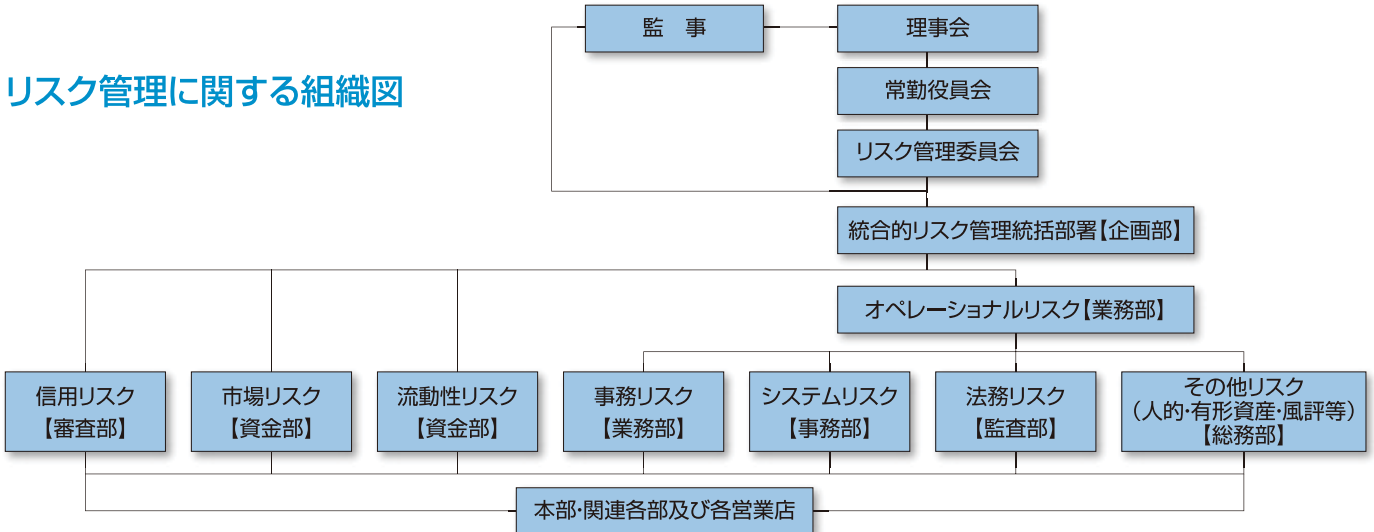 監　事
理事会
リスク管理に関する組織図
常勤役員会
リスク管理委員会
統合的リスク管理統括部署【企画部】
オペレーショナルリスク【業務部】
信用リスク
【審査部】
市場リスク
【資金部】
流動性リスク
【資金部】
事務リスク
【業務部】
システムリスク
【事務部】
法務リスク
【監査部】
その他リスク
（人的・有形資産・風評等）
【総務部】
本部・関連各部及び各営業店